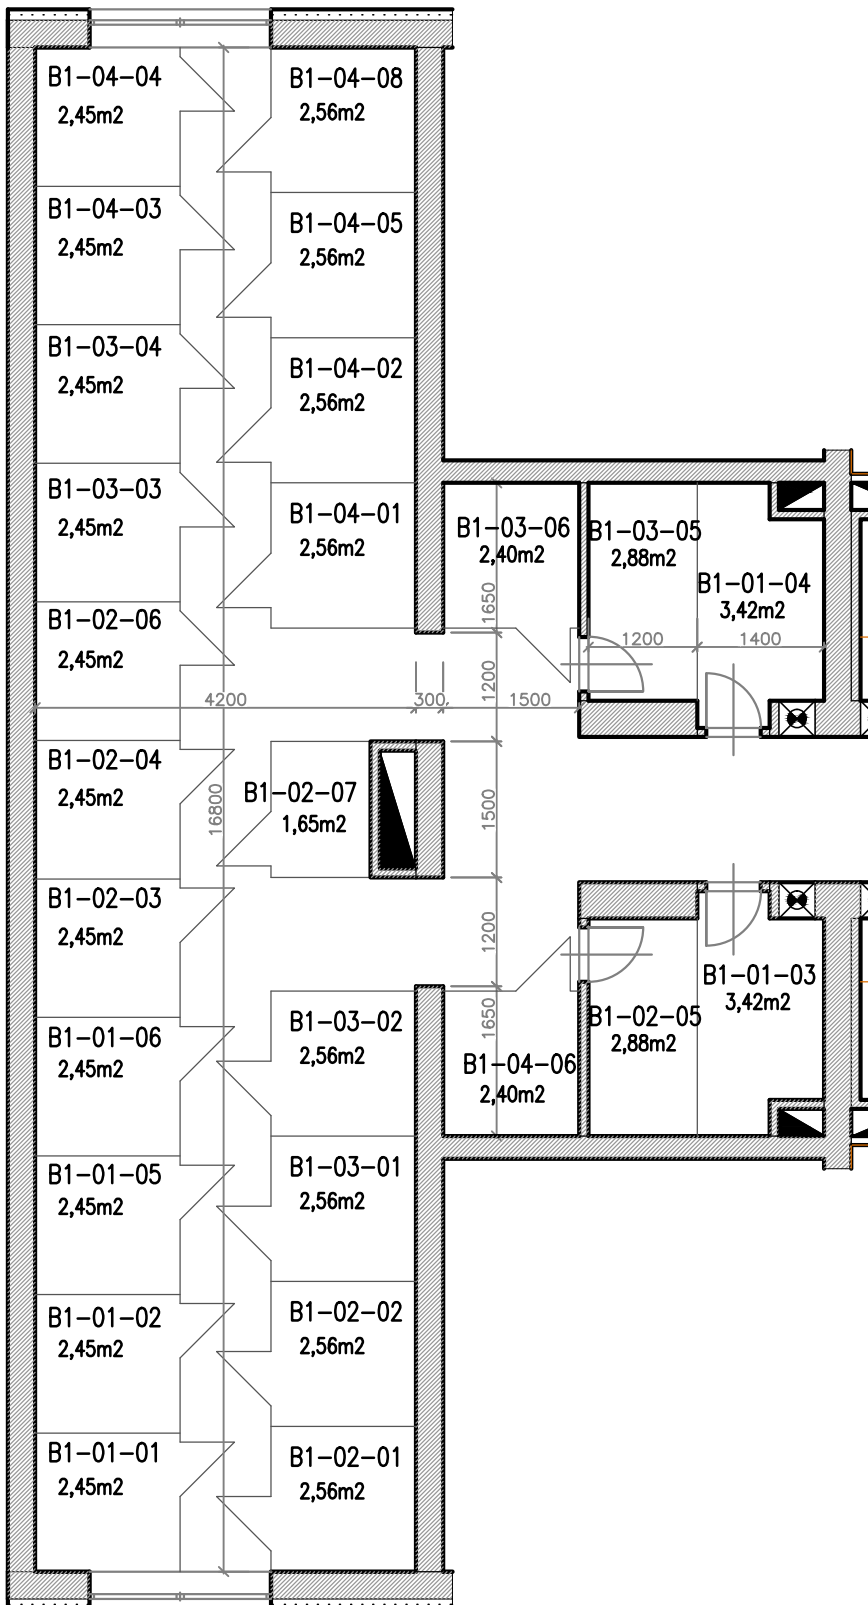 B1-04-04
2,45m2
B1-04-08
2,56m2
B1-04-03
2,45m2
B1-04-05
2,56m2
B1-03-04
2,45m2
B1-04-02
2,56m2
B1-03-03
2,45m2
B1-04-01
2,56m2
B1-03-06
2,40m2
B1-03-05
2,88m2
B1-01-04
3,42m2
1650
B1-02-06
2,45m2
1200
1400
1200
4200
300
1500
B1-02-04
2,45m2
16800
B1-02-07
1,65m2
1500
B1-02-03
2,45m2
1200
B1-01-03
3,42m2
B1-01-06
2,45m2
B1-03-02
2,56m2
1650
B1-02-05
2,88m2
B1-04-06
2,40m2
B1-01-05
2,45m2
B1-03-01
2,56m2
B1-01-02
2,45m2
B1-02-02
2,56m2
B1-01-01
2,45m2
B1-02-01
2,56m2